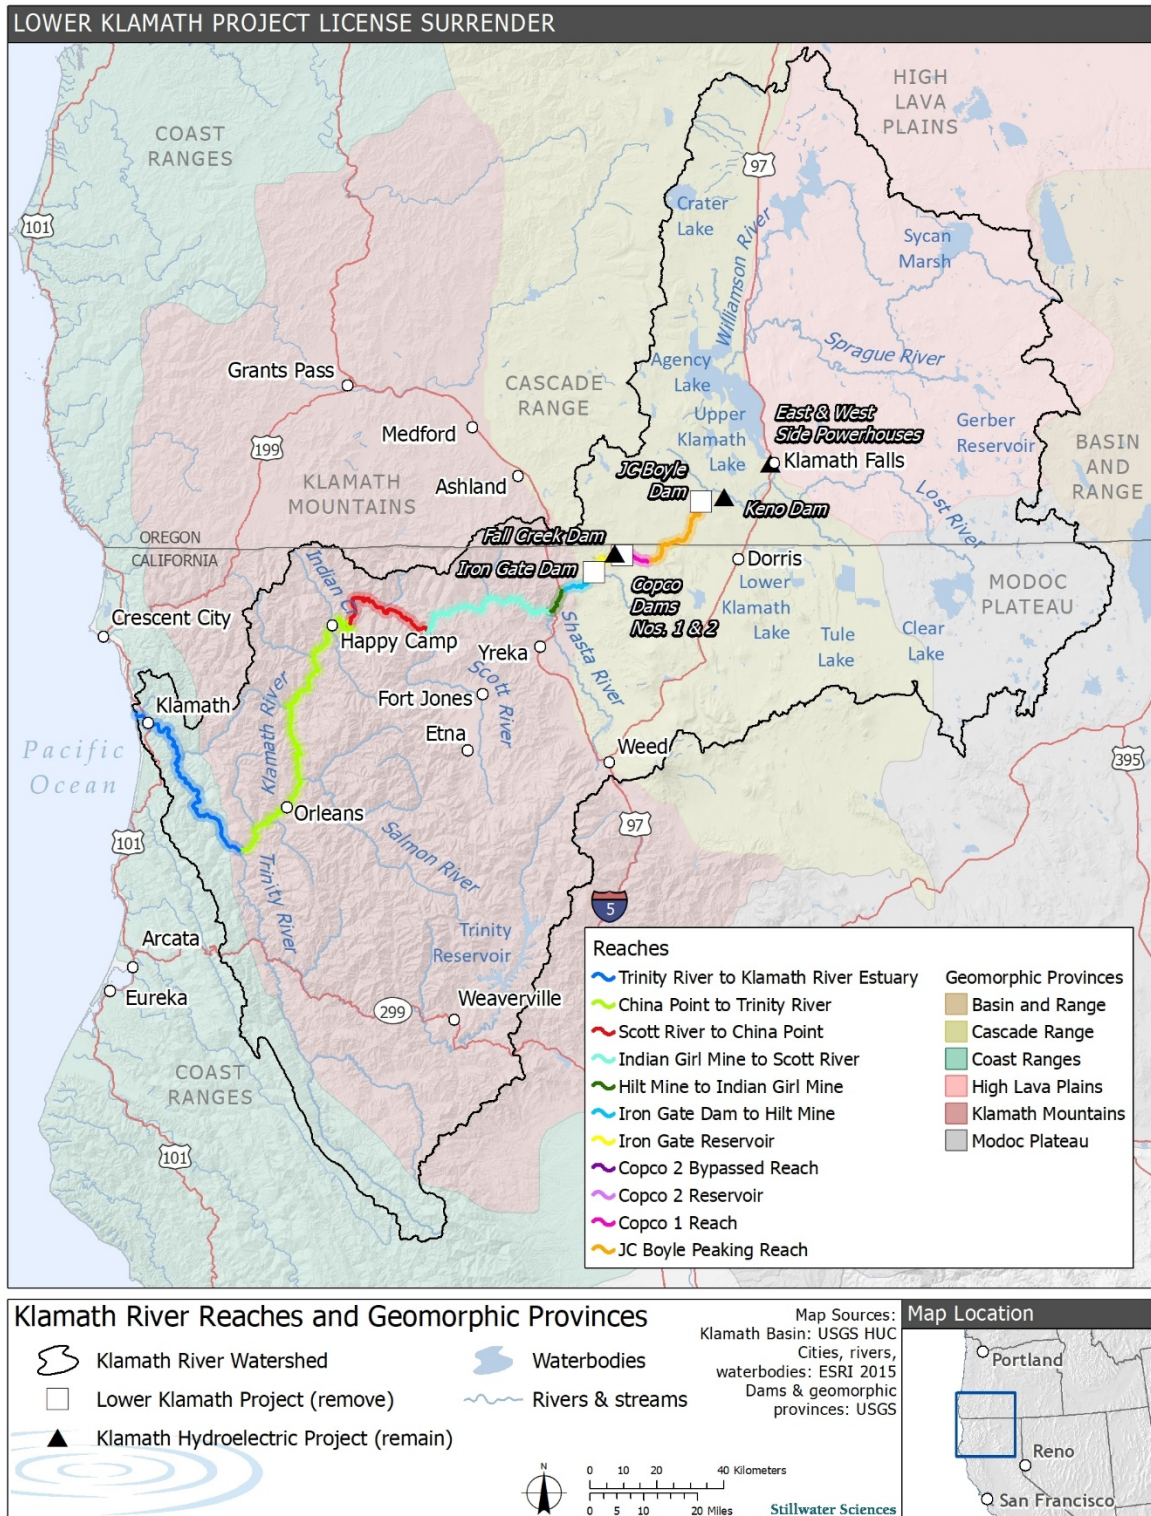 LOWER KLAMATH PROJECT LICENSE SURRENDER
HIGH
LAVA
PLAINS
COAST
RANGES
97
Crater
Lake
101
Williamson River
Sycan
Marsh
Sprague River
Agency
Lake
Grants Pass
CASCADE
RANGE
Upper
Klamath
Lake
East & West
Side Powerhouses
Gerber
Reservoir
Medford
199
BASIN
AND
RANGE
KLAMATH
MOUNTAINS
JC Boyle
Dam
Klamath Falls
Ashland
Keno Dam
Lost River
OREGON
CALIFORNIA
Fall Creek Dam
Iron Gate Dam
Dorris
Indian C
Copco
Dams
Nos. 1 & 2
Lower
Klamath
Lake
MODOC
PLATEAU
Crescent City
Happy Camp
Yreka
Shasta River
Tule
Lake
Clear
Lake
Scott River
Fort Jones
Klamath
Klamath River
Etna
Weed
Pacific
Ocean
395
Orleans
97
101
Salmon River
Trinity River
5
Arcata
Trinity
Reservoir
Eureka
Weaverville
299
COAST
RANGES
101
Reaches
Trinity River to Klamath River Estuary
China Point to Trinity River
Scott River to China Point
Indian Girl Mine to Scott River
Hilt Mine to Indian Girl Mine
Iron Gate Dam to Hilt Mine
Iron Gate Reservoir
Copco 2 Bypassed Reach
Copco 2 Reservoir
Copco 1 Reach
JC Boyle Peaking Reach
Geomorphic Provinces
Basin and Range
Cascade Range
Coast Ranges
High Lava Plains
Klamath Mountains
Modoc Plateau
Klamath River Reaches and Geomorphic Provinces
Klamath River Watershed
Lower Klamath Project (remove)
Klamath Hydroelectric Project (remain)
Waterbodies
Rivers & streams
Map Sources:
Klamath Basin: USGS HUC
Cities, rivers,
waterbodies: ESRI 2015
Dams & geomorphic
provinces: USGS
N
0 10 20 40 Kilometers
0 5 10 20 Miles
Stillwater Sciences
Map Location
Portland
Reno
San Francisco